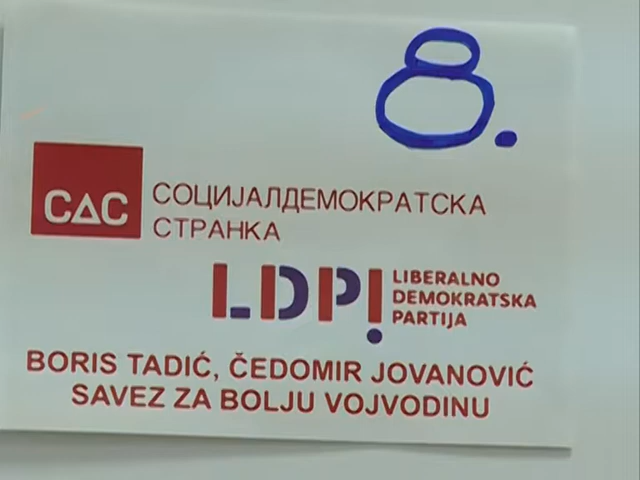 8.
СДС
СОЦИЈАЛДЕМОКРАТСКА
СТРАНКА
LDP!
LIBERALNO
DEMOKRATSKA
PARTIJA
BORIS TADIĆ, ČEDOMIR JOVANOVIĆ
SAVEZ ZA BOLJU VOJVODINU